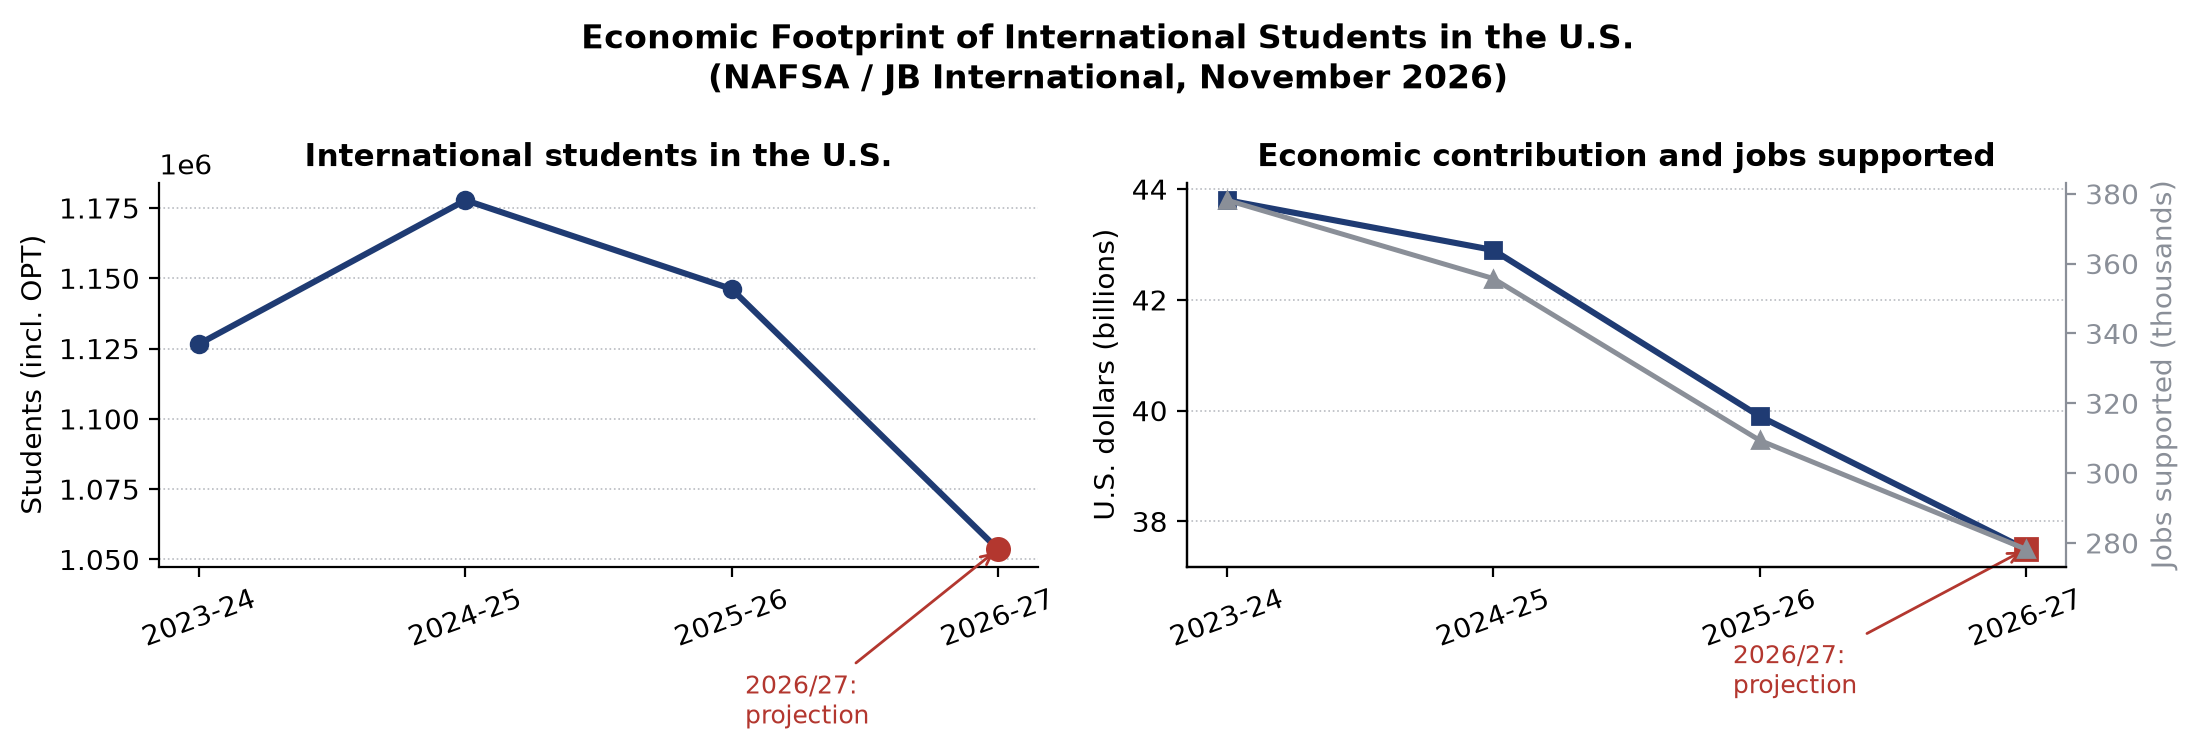 Economic Footprint of International Students in the U.S.
(NAFSA / JB International, November 2026)
International students in the U.S.
1e6
Students (incl. OPT)
1.175
1.150
1.125
1.100
1.075
1.050
2023-24
2024-25
2025-26
2026-27
2026/27:
projection
Economic contribution and jobs supported
U.S. dollars (billions)
44
42
40
38
380
360
340
320
300
280
Jobs supported (thousands)
2023-24
2024-25
2025-26
2026-27
2026/27:
projection